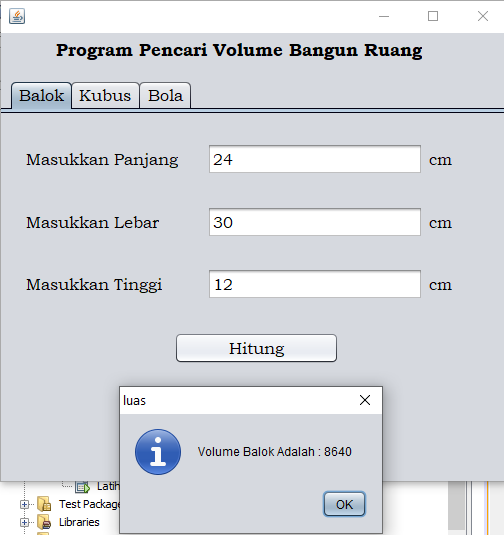 Program Pencari Volume Bangun Ruang
Balok Kubus Bola
Masukkan Panjang 24 cm
Masukkan Lebar 30 cm
Masukkan Tinggi 12 cm
Hitung
luas
Volume Balok Adalah : 8640
OK
Latih
Test Package
Libraries